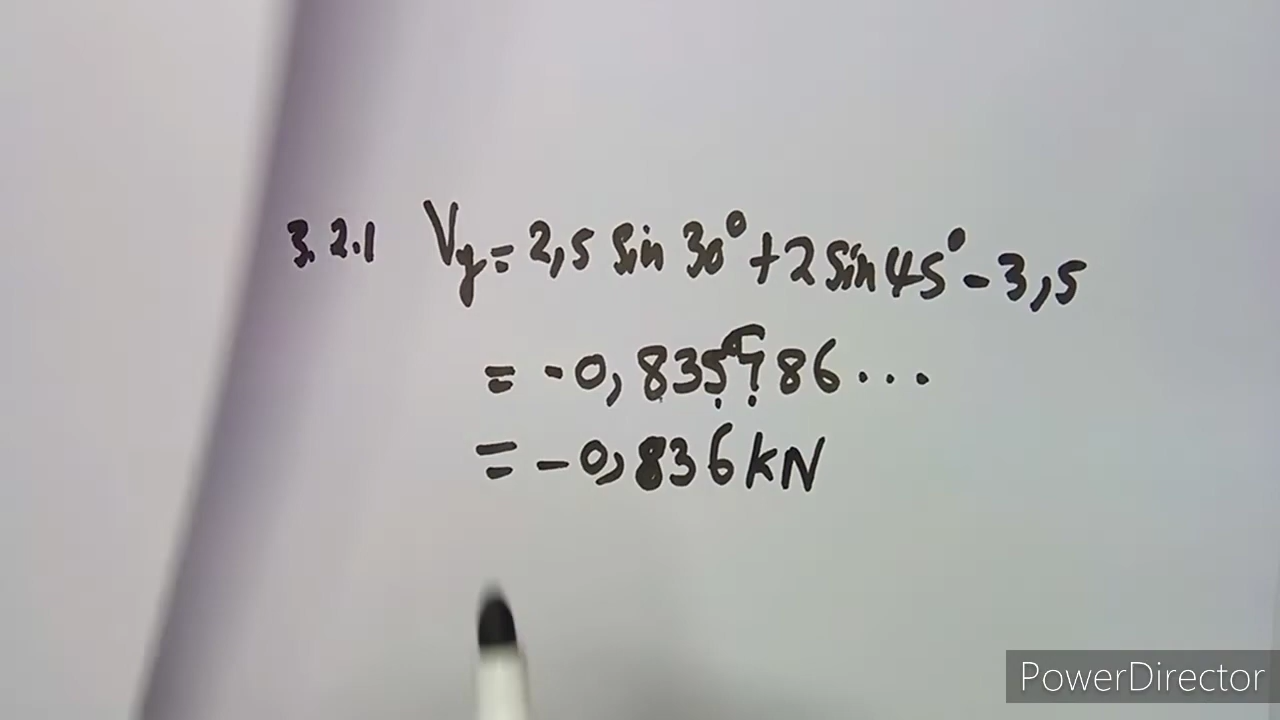 3.2.1 Vy = 2,5 sin 30° + 2 sin 45° - 3,5
= -0,835786...
= -0,836 kN
PowerDirector